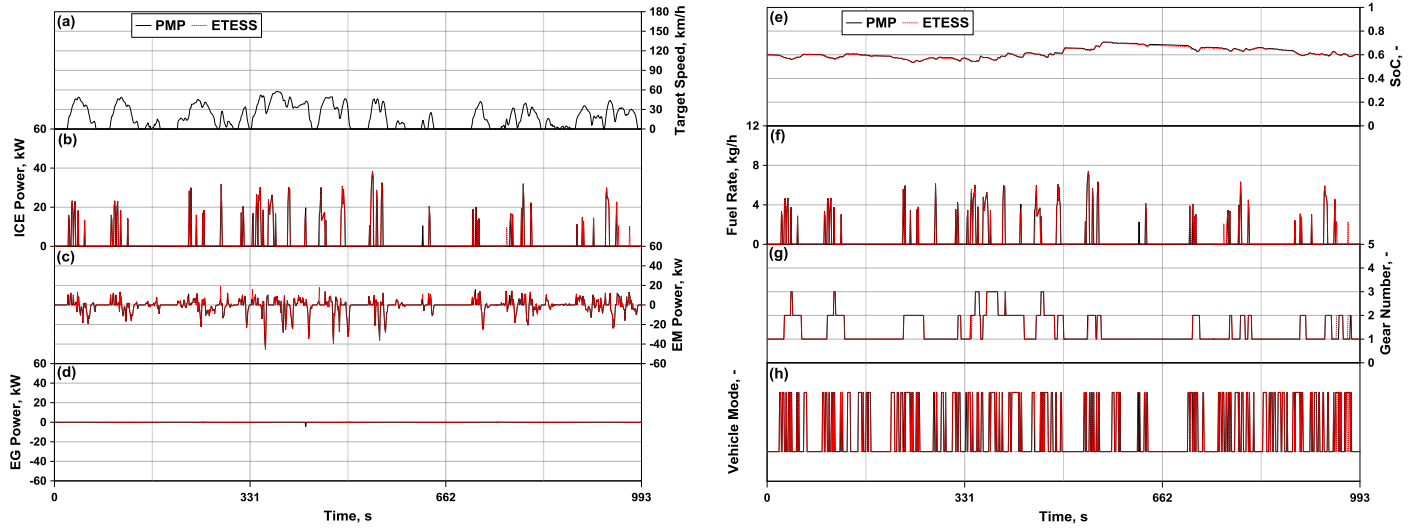 (a)
PMP ETESS
180
150
120
90
60
30
0
Target Speed, km/h
60
40
20
0
ICE Power, kW
(b)
60
40
20
0
-20
-40
-60
EM Power, kw
(c)
60
40
20
0
-20
-40
-60
EG Power, kW
(d)
0 331 662 993
Time, s
(e)
PMP ETESS
1
0.8
0.6
0.4
0.2
0
SoC, -
12
8
4
0
Fuel Rate, kg/h
(f)
5
4
3
2
1
0
Gear Number, -
(g)
Vehicle Mode, -
(h)
0 331 662 993
Time, s